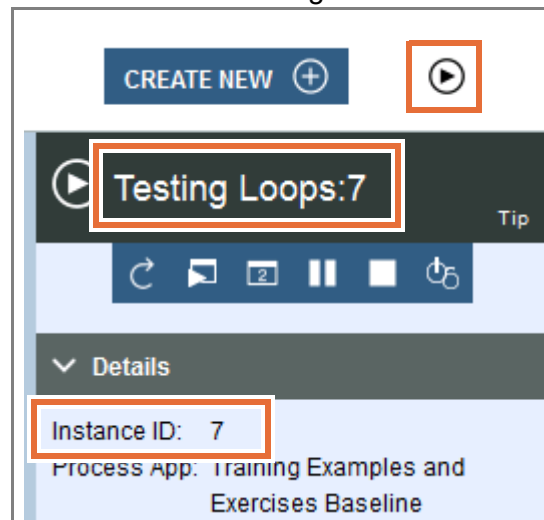 CREATE NEW
Testing Loops:7
Tip
2
Details
Instance ID: 7
Process App: Training Examples and
Exercises Baseline